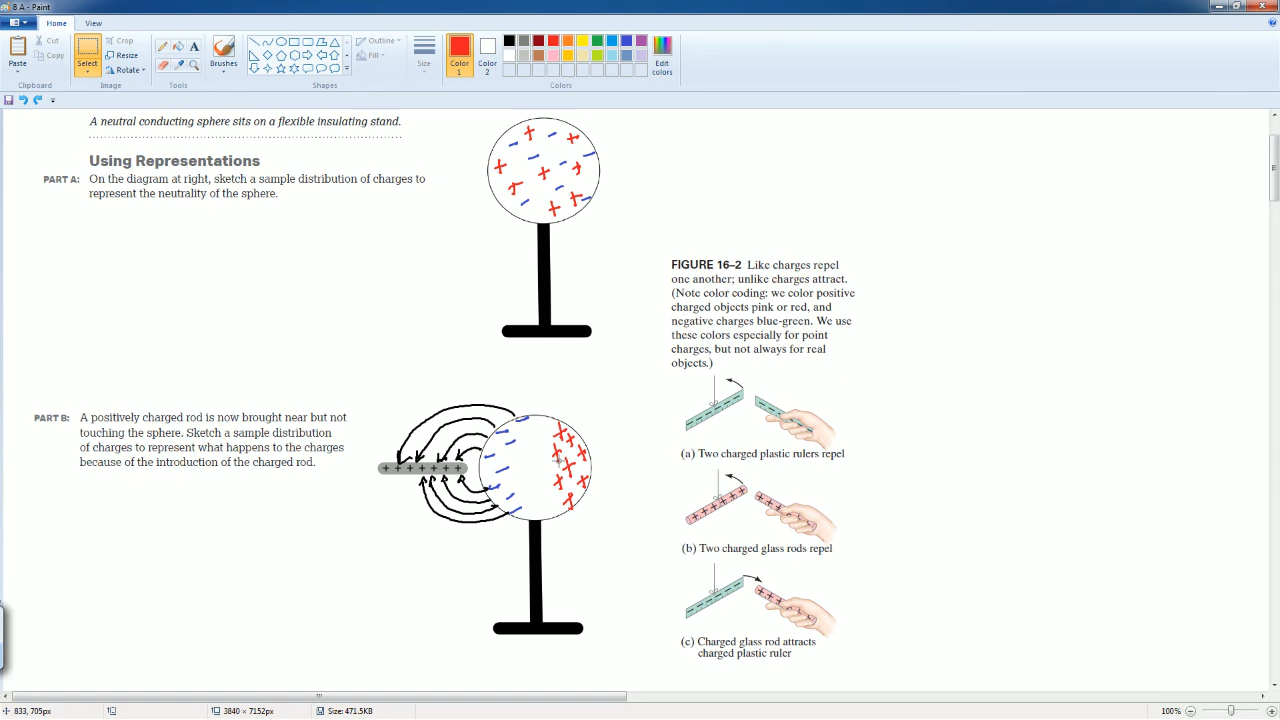 8 A - Paint
Home
View
Paste
Cut
Copy
Clipboard
Select
Crop
Resize
Rotate
Image
A
Tools
Brushes
Outline
Fill
Shapes
Size
Color
1
Color
2
Edit
colors
Colors
A neutral conducting sphere sits on a flexible insulating stand.
Using Representations
PART A: On the diagram at right, sketch a sample distribution of charges to
represent the neutrality of the sphere.
FIGURE 16–2 Like charges repel
one another; unlike charges attract.
(Note color coding: we color positive
charged objects pink or red, and
negative charges blue-green. We use
these colors especially for point
charges, but not always for real
objects.)
PART B: A positively charged rod is now brought near but not
touching the sphere. Sketch a sample distribution
of charges to represent what happens to the charges
because of the introduction of the charged rod.
+ + + + + + +
(a) Two charged plastic rulers repel
(b) Two charged glass rods repel
(c) Charged glass rod attracts
charged plastic ruler
833, 705px
3840 × 7152px
Size: 471.5KB
100%